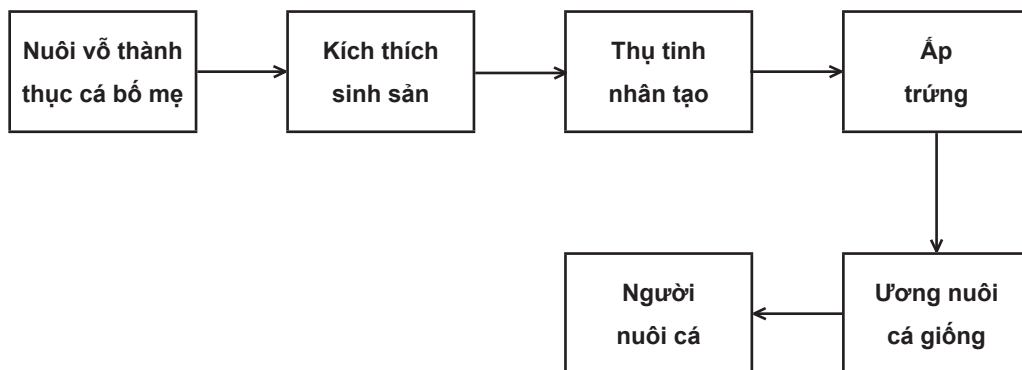 Nuôi vỗ thành
thục cá bố mẹ
Kích thích
sinh sản
Thụ tinh
nhân tạo
Ấp
trứng
Ương nuôi
cá giống
Người
nuôi cá